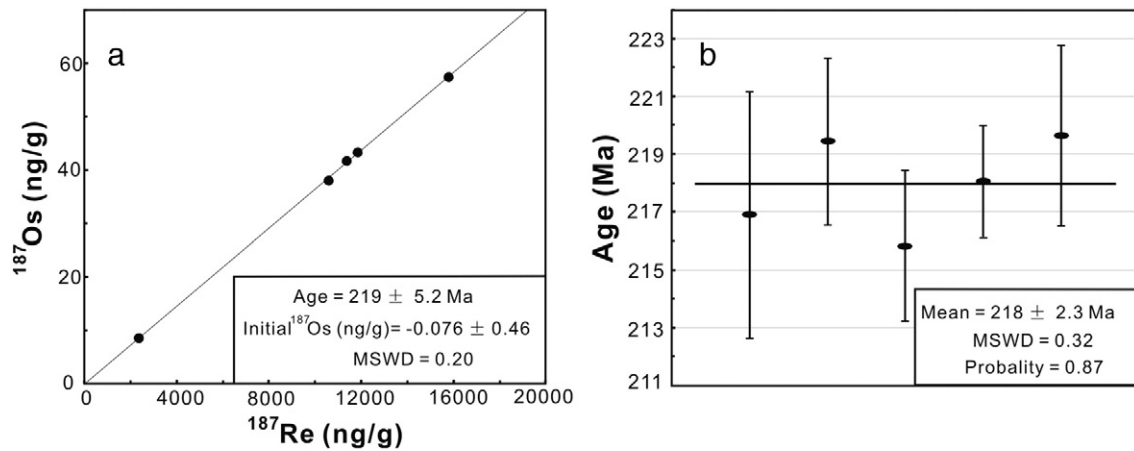 a
60
40
20
0
¹⁸⁷Os (ng/g)
Age = 219 ± 5.2 Ma
Initial¹⁸⁷Os (ng/g)= -0.076 ± 0.46
MSWD = 0.20
0 4000 8000 12000 16000 20000
¹⁸⁷Re (ng/g)
b
223
221
219
217
215
213
211
Age (Ma)
Mean = 218 ± 2.3 Ma
MSWD = 0.32
Probality = 0.87